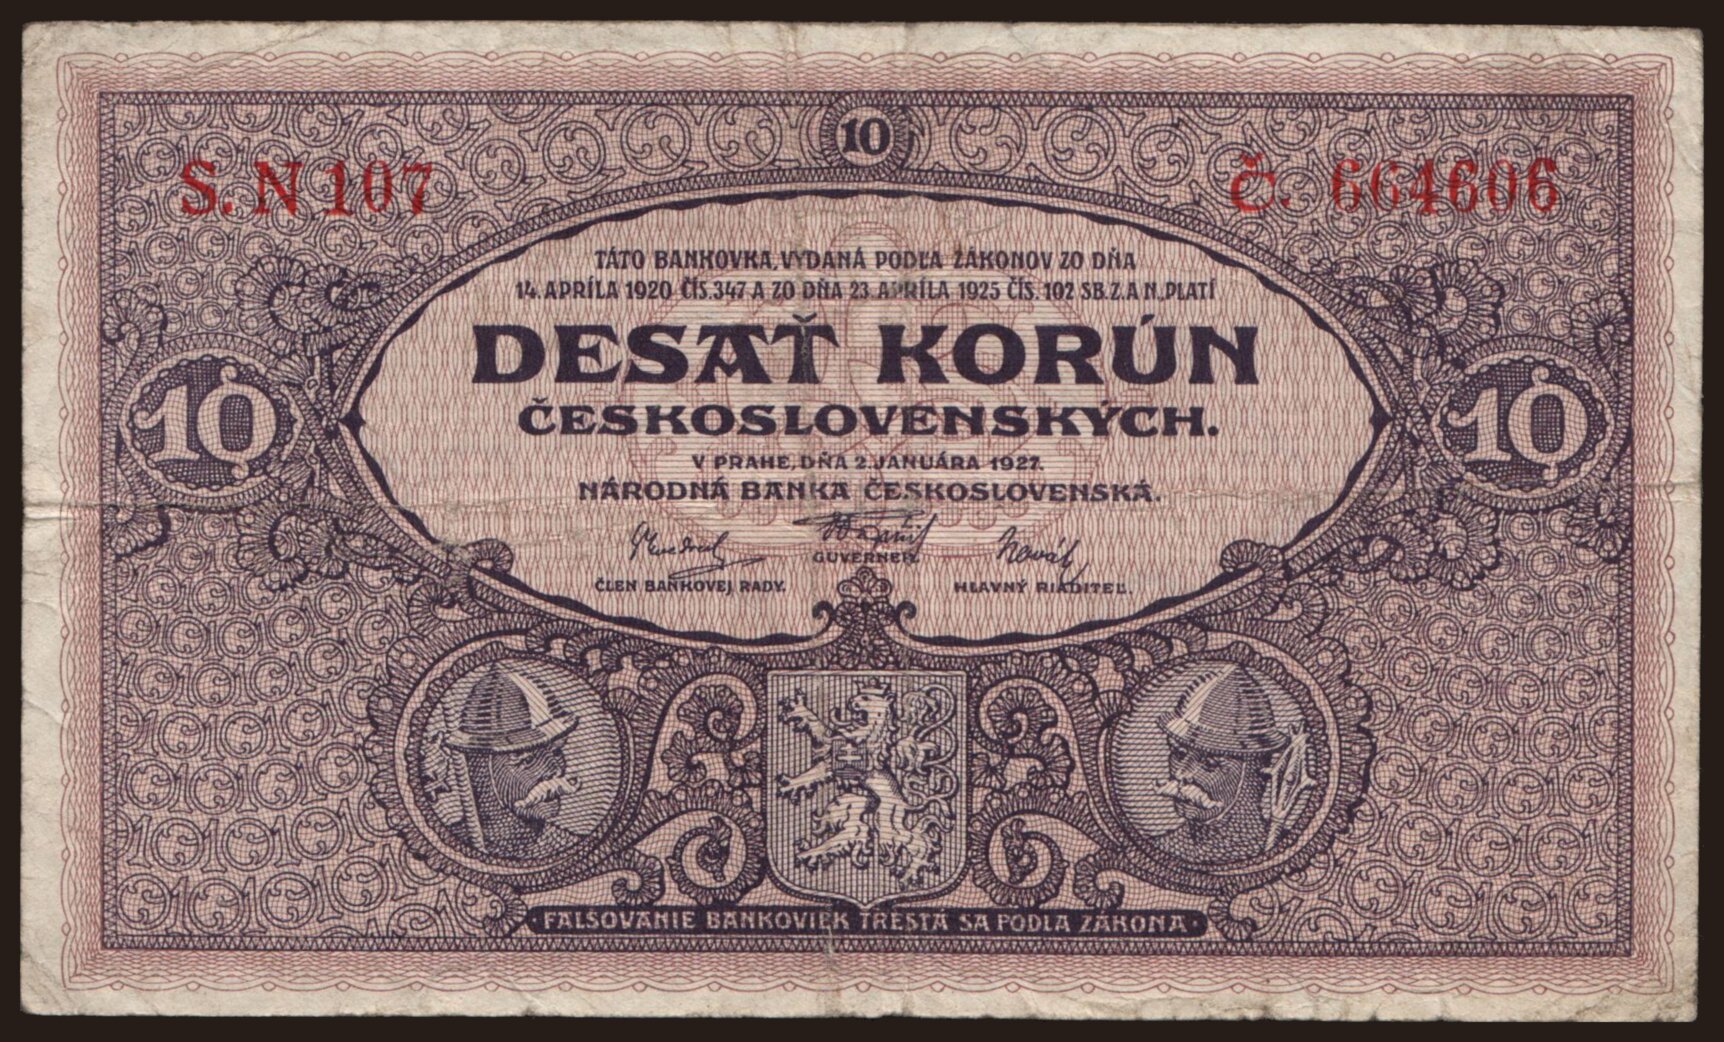 10
S. N 107
Č. 664606
TÁTO BANKOVKA, VYDANÁ PODĽA ZÁKONOV ZO DŇA
14. APRÍLA 1920 ČÍS. 347 A ZO DŇA 23. APRÍLA 1925 ČÍS. 102 SB. Z. A N., PLATÍ
DESAŤ KORÚN
ČESKOSLOVENSKÝCH.
10
10
V PRAHE, DŇA 2. JANUÁRA 1927.
NÁRODNÁ BANKA ČESKOSLOVENSKÁ.
GUVERNER.
ČLEN BANKOVEJ RADY.
HLAVNÝ RIADITEĽ.
FALŠOVANIE BANKOVIEK TRESTÁ SA PODĽA ZÁKONA